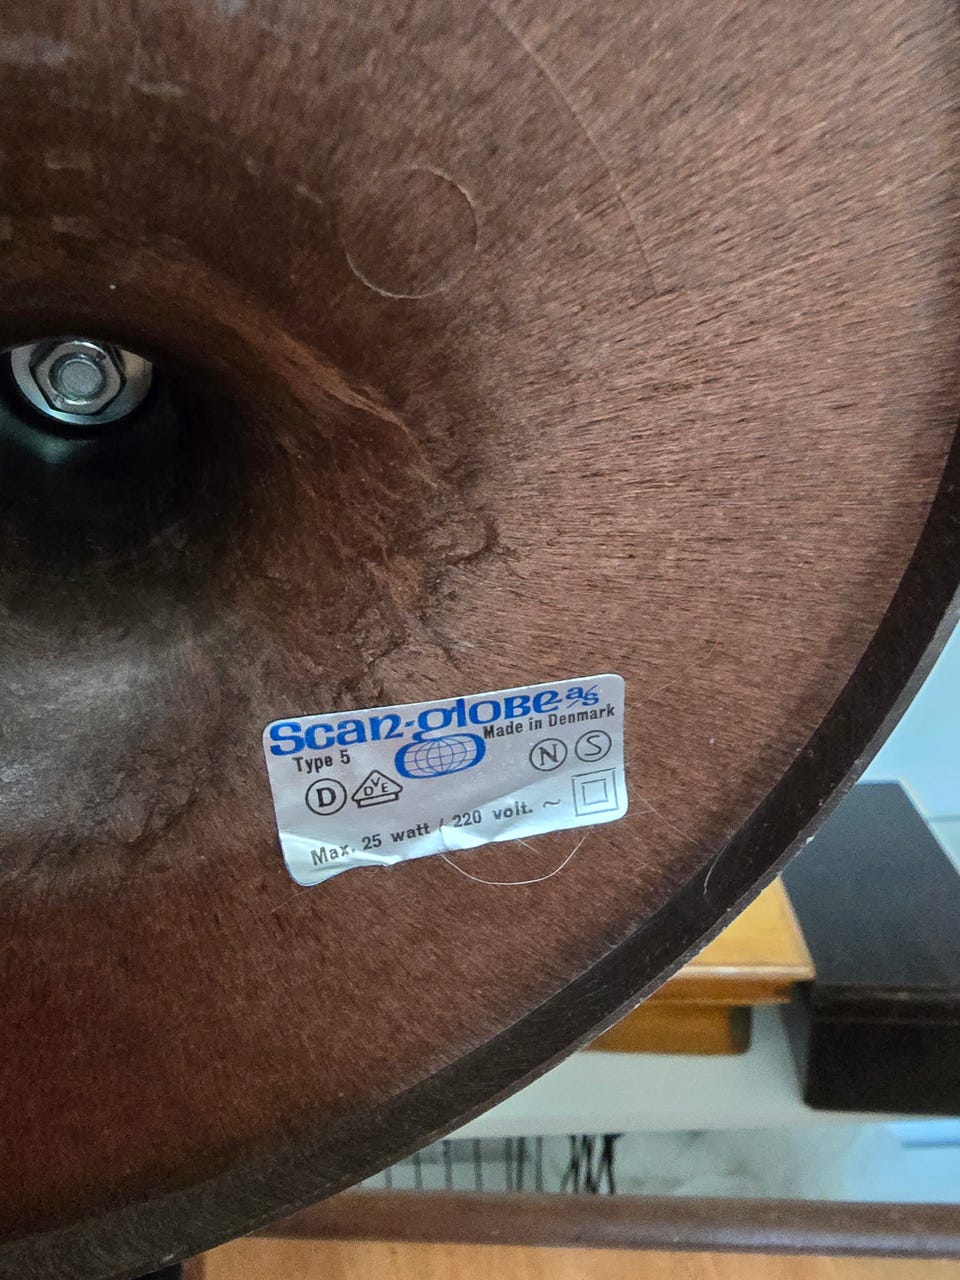 Scan-globe a/s
Type 5 Made in Denmark
D DVE N S
Max. 25 watt / 220 volt. ~